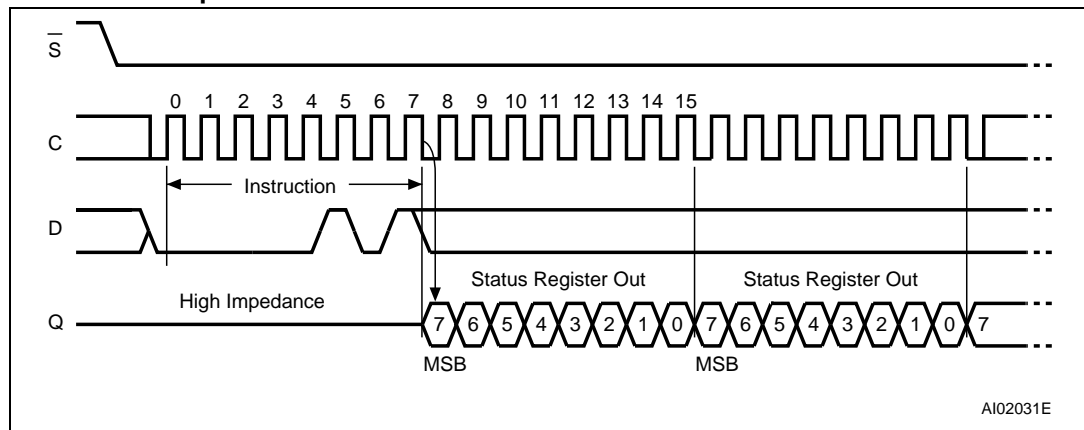 S
0 1 2 3 4 5 6 7 8 9 10 11 12 13 14 15
C
Instruction
D
Status Register Out Status Register Out
High Impedance
Q 7 6 5 4 3 2 1 0 7 6 5 4 3 2 1 0 7
MSB MSB
AI02031E